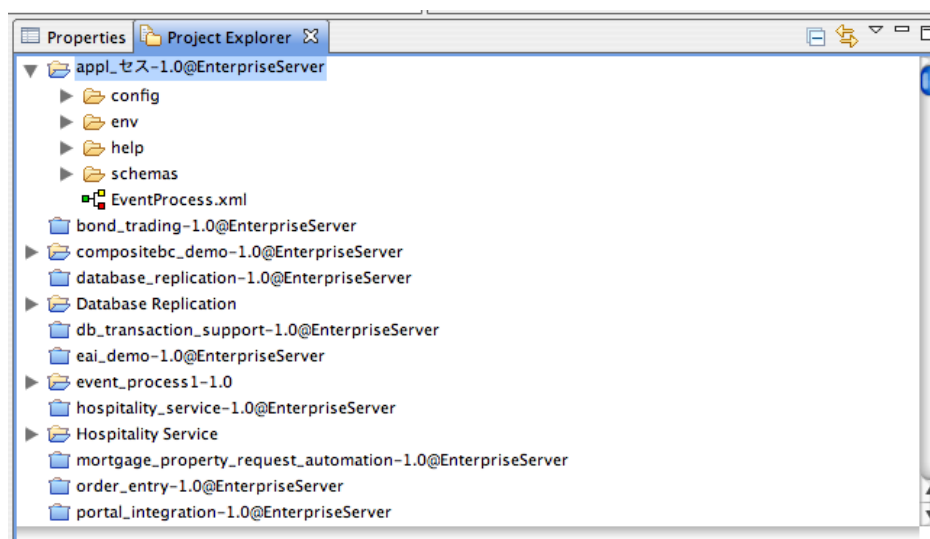 Properties Project Explorer
appl_セス-1.0@EnterpriseServer
config
env
help
schemas
EventProcess.xml
bond_trading-1.0@EnterpriseServer
compositebc_demo-1.0@EnterpriseServer
database_replication-1.0@EnterpriseServer
Database Replication
db_transaction_support-1.0@EnterpriseServer
eai_demo-1.0@EnterpriseServer
event_process1-1.0
hospitality_service-1.0@EnterpriseServer
Hospitality Service
mortgage_property_request_automation-1.0@EnterpriseServer
order_entry-1.0@EnterpriseServer
portal_integration-1.0@EnterpriseServer